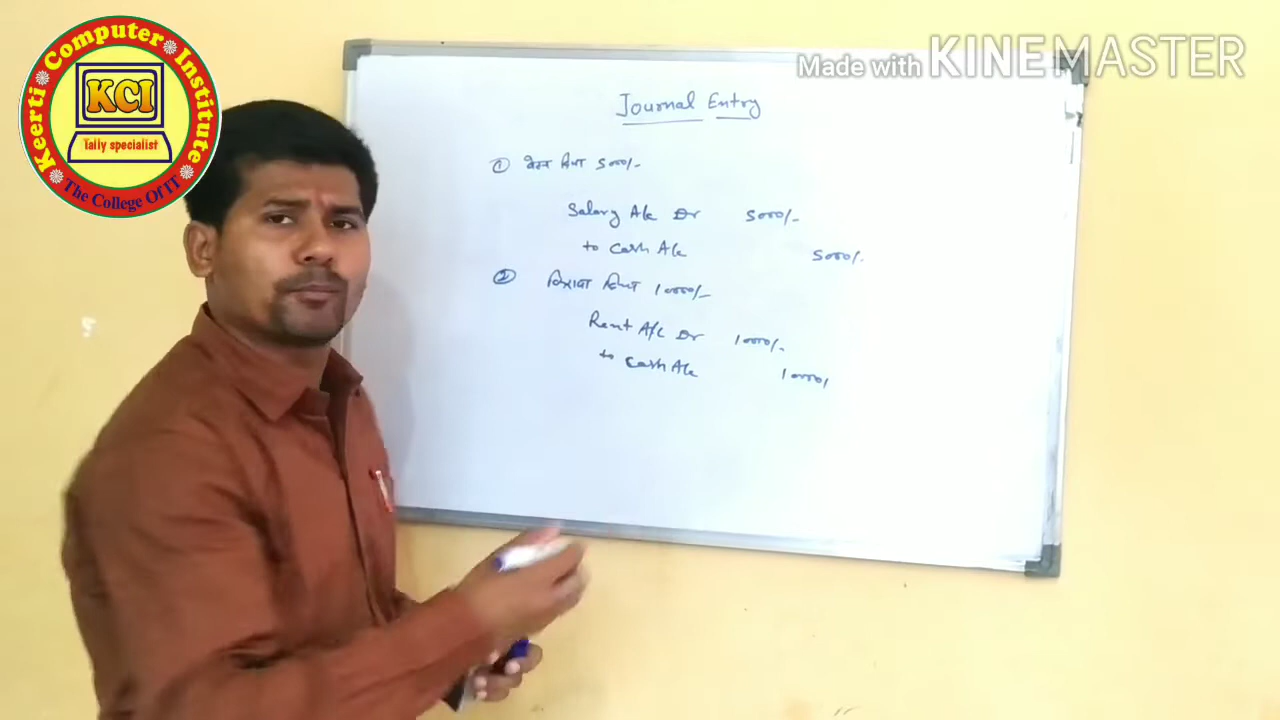 Keerti Computer Institute
KCI
Tally specialist
The College Of IT
Made with KINEMASTER
Journal Entry
① वेतन दिया 5000/-
Salary A/c Dr 5000/-
to Cash A/c 5000/-
② किराया दिया 10000/-
Rent A/c Dr 10000/-
to Cash A/c 10000/